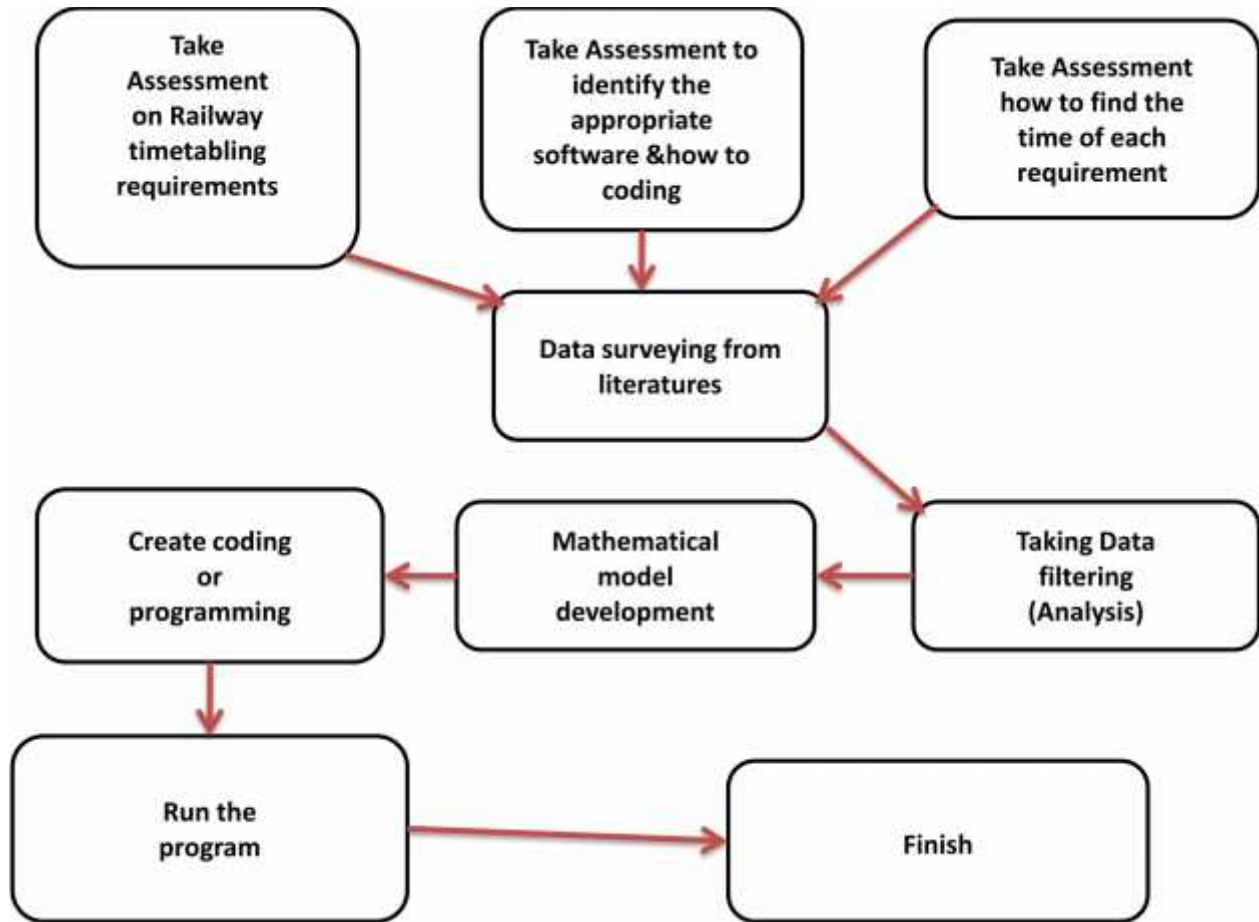 Take
Assessment
on Railway
timetabling
requirements
Take Assessment to
identify the
appropriate
software &how to
coding
Take Assessment
how to find the
time of each
requirement
Data surveying from
literatures
Create coding
or
programming
Mathematical
model
development
Taking Data
filtering
(Analysis)
Run the
program
Finish